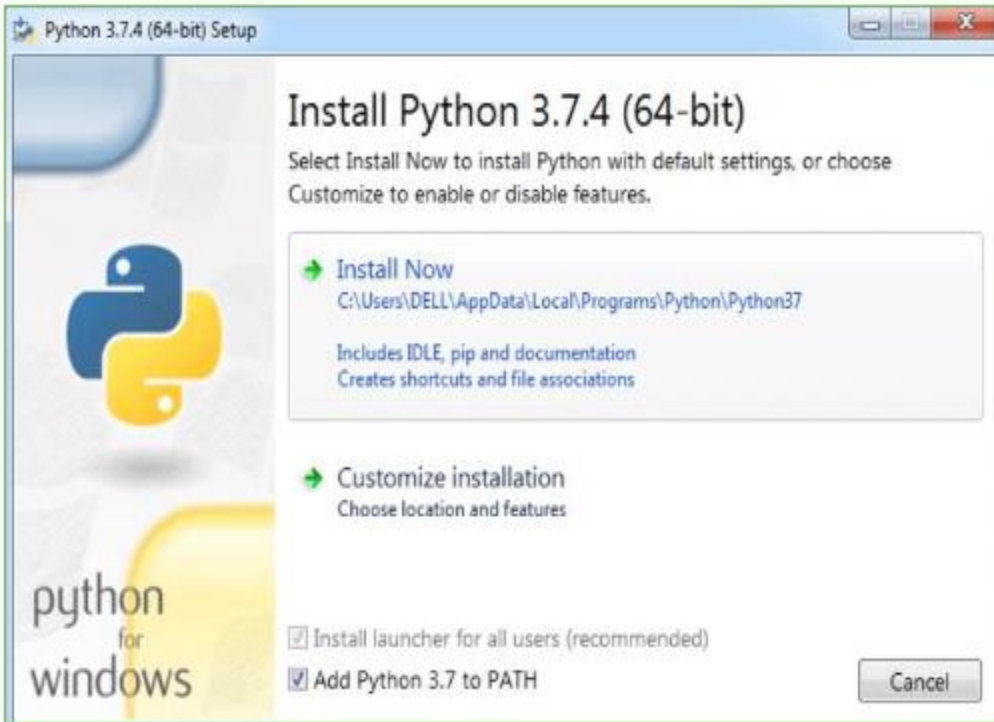 Python 3.7.4 (64-bit) Setup
Install Python 3.7.4 (64-bit)
Select Install Now to install Python with default settings, or choose
Customize to enable or disable features.
Install Now
C:\Users\DELL\AppData\Local\Programs\Python\Python37
Includes IDLE, pip and documentation
Creates shortcuts and file associations
Customize installation
Choose location and features
python
for
windows
Install launcher for all users (recommended)
Add Python 3.7 to PATH
Cancel